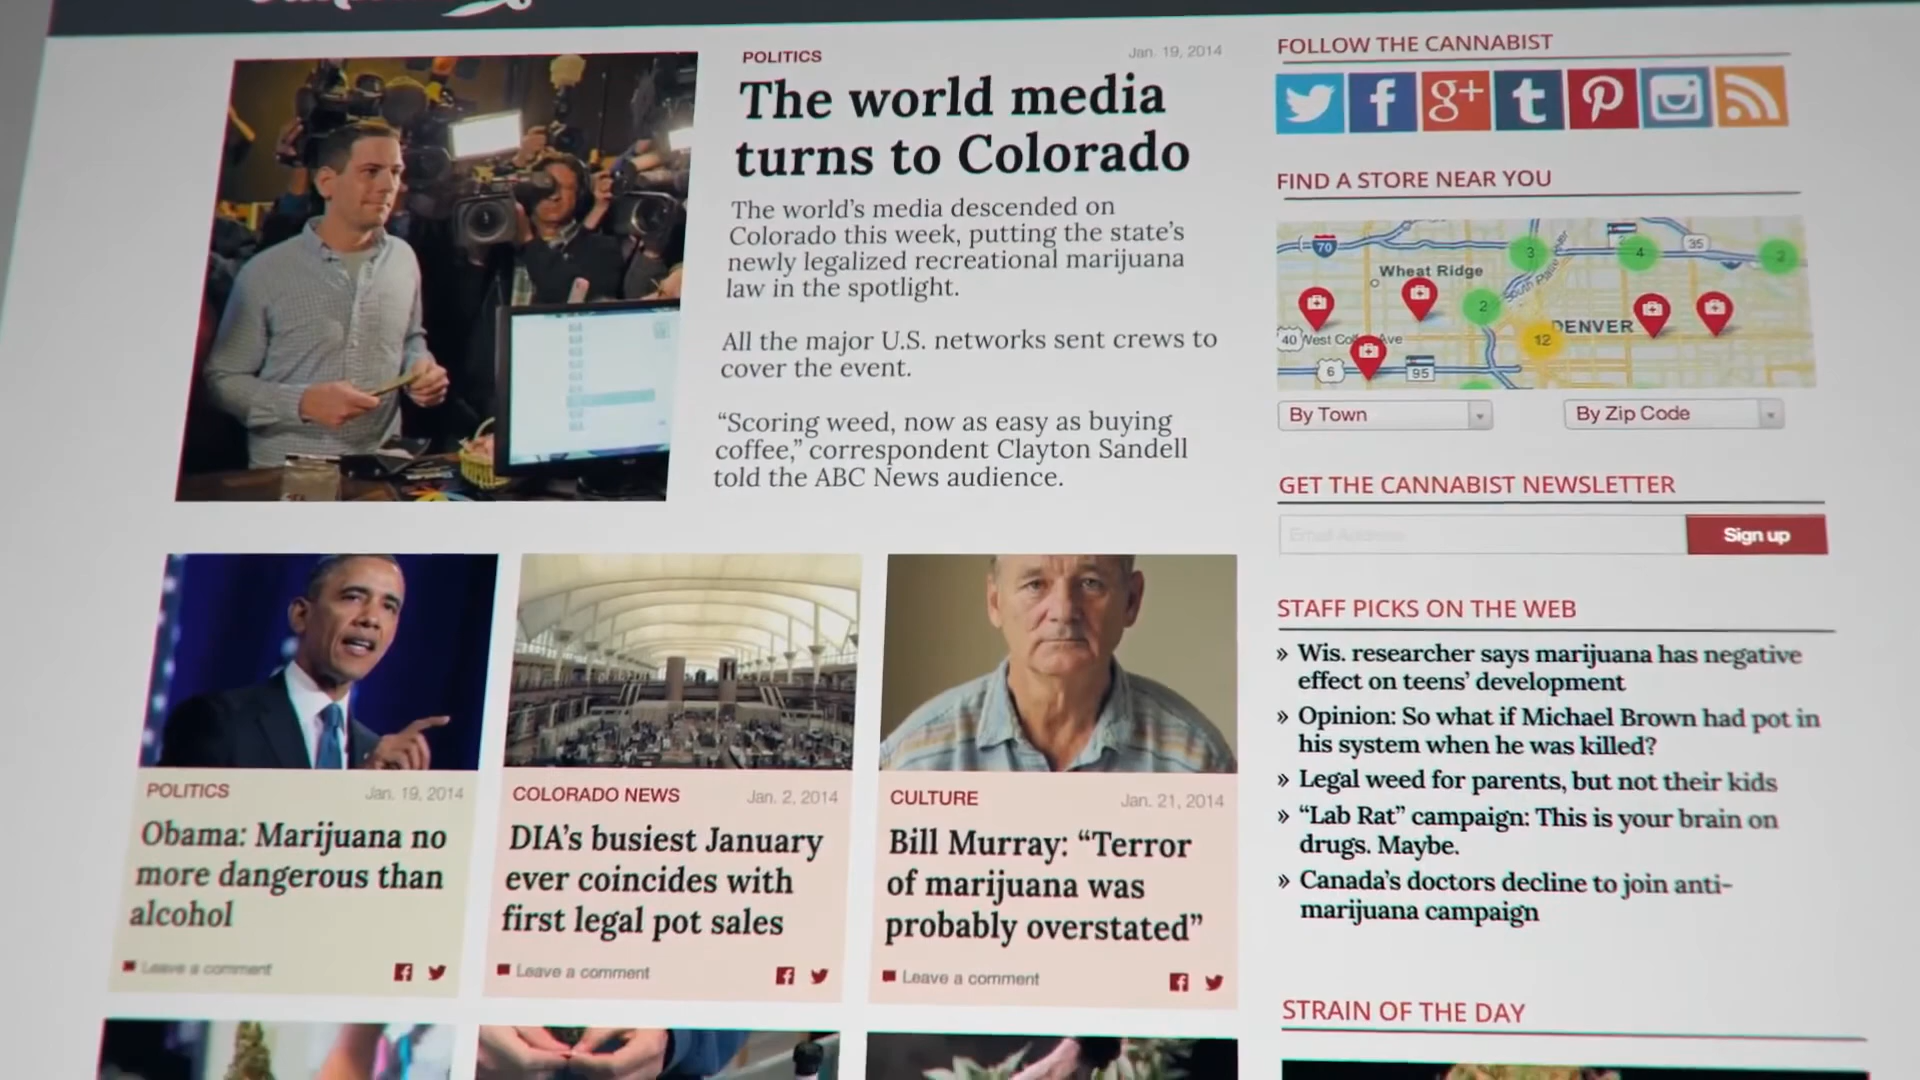 POLITICS
Jan. 19, 2014
The world media
turns to Colorado
The world's media descended on
Colorado this week, putting the state's
newly legalized recreational marijuana
law in the spotlight.
All the major U.S. networks sent crews to
cover the event.
“Scoring weed, now as easy as buying
coffee,” correspondent Clayton Sandell
told the ABC News audience.
POLITICS
Jan. 19, 2014
Obama: Marijuana no
more dangerous than
alcohol
Leave a comment
COLORADO NEWS
Jan. 2, 2014
DIA's busiest January
ever coincides with
first legal pot sales
Leave a comment
CULTURE
Jan. 21, 2014
Bill Murray: “Terror
of marijuana was
probably overstated”
Leave a comment
FOLLOW THE CANNABIST
f g+ t
FIND A STORE NEAR YOU
70
3
4
35
2
Wheat Ridge
2
DENVER
12
40
West
Ave
6
95
By Town
By Zip Code
GET THE CANNABIST NEWSLETTER
Email Address
Sign up
STAFF PICKS ON THE WEB
» Wis. researcher says marijuana has negative
effect on teens' development
» Opinion: So what if Michael Brown had pot in
his system when he was killed?
» Legal weed for parents, but not their kids
» “Lab Rat” campaign: This is your brain on
drugs. Maybe.
» Canada's doctors decline to join anti-
marijuana campaign
STRAIN OF THE DAY